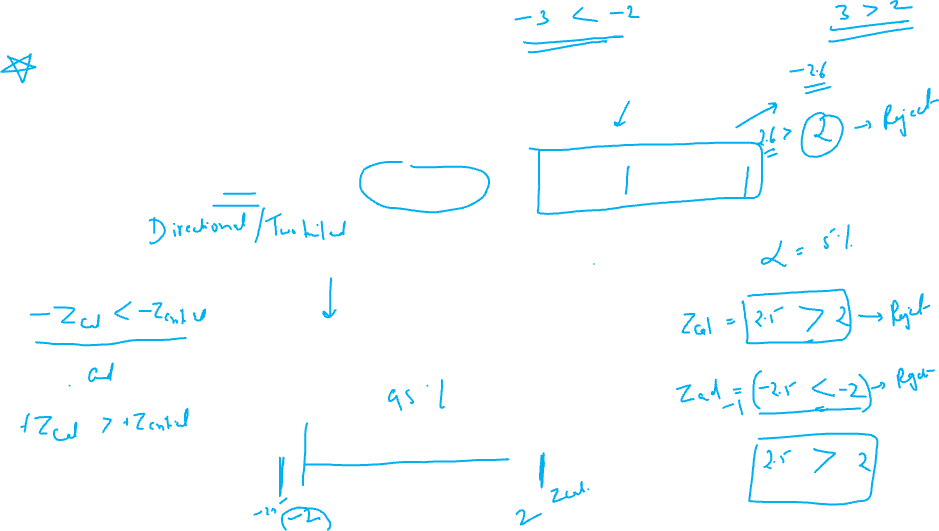 -3 < -2
3 > 2
-2.6
2.6 > 2 → Reject
Directional/Two tailed
α = 5%
-Zcal < -Zcritical
and
+Zcal > +Zcritical
Zcal = 2.5 > 2 → Reject
95%
Zcal = (-2.5 < -2) → Reject
-1
2.5 > 2
-2
2
Zcal.